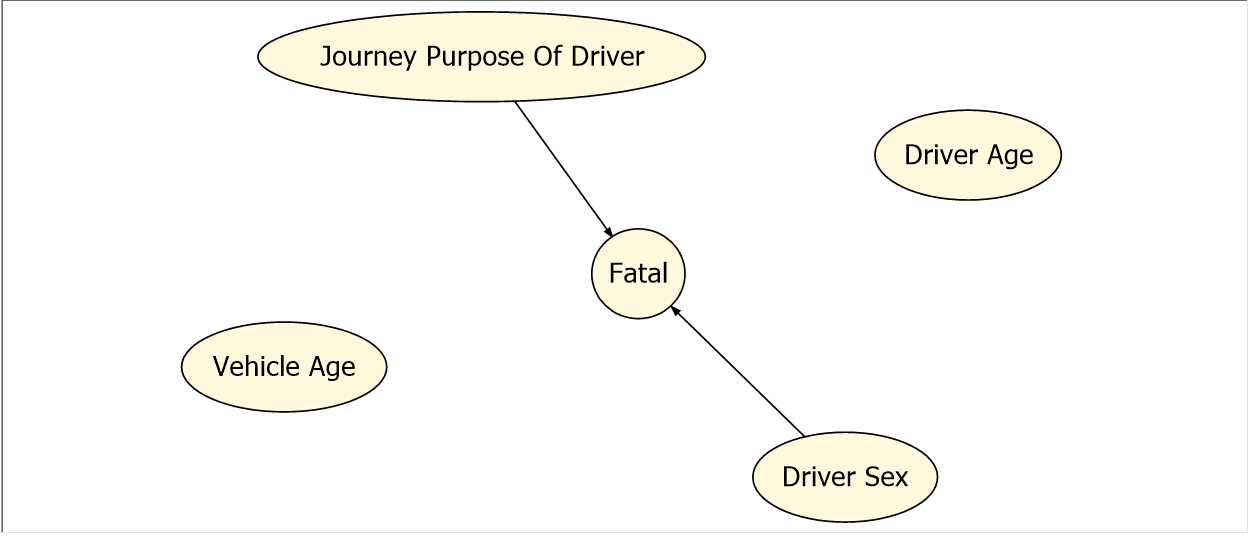 Journey Purpose Of Driver
Driver Age
Fatal
Vehicle Age
Driver Sex